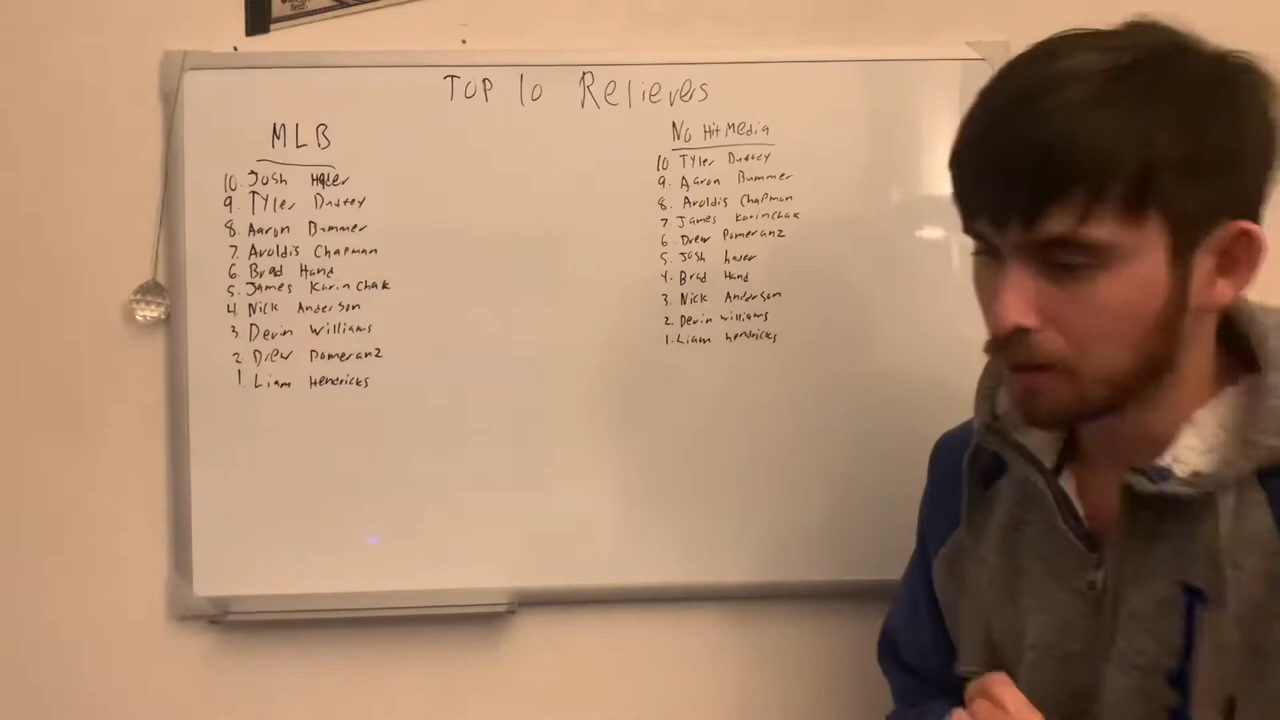 Top 10 Relievers
MLB
10. Josh Hader
9. Tyler Duffey
8. Aaron Bummer
7. Aroldis Chapman
6. Brad Hand
5. James Karinchak
4. Nick Anderson
3. Devin Williams
2 Drew Pomeranz
1. Liam Hendricks
No Hit Media
10 Tyler Duffey
9. Aaron Bummer
8. Aroldis Chapman
7. James Karinchak
6. Drew Pomeranz
5. Josh hader
4. Brad Hand
3. Nick Anderson
2. Devin williams
1. Liam hendricks